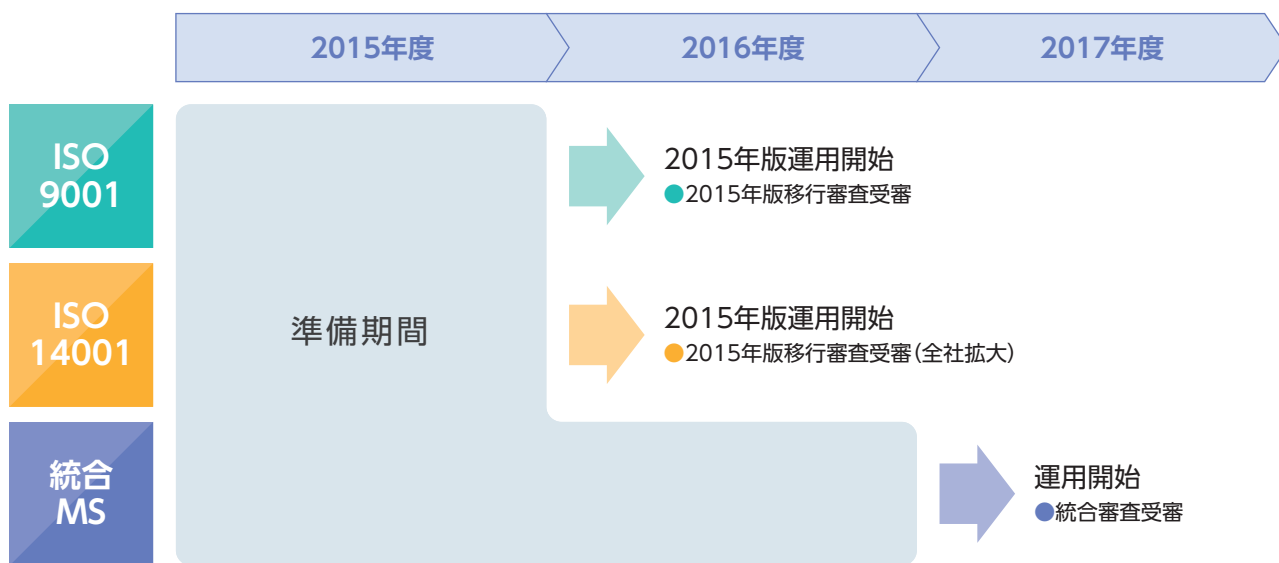 2015年度
2016年度
2017年度
ISO
9001
2015年版運用開始
●2015年版移行審査受審
ISO
14001
準備期間
2015年版運用開始
●2015年版移行審査受審(全社拡大)
統合
MS
運用開始
●統合審査受審